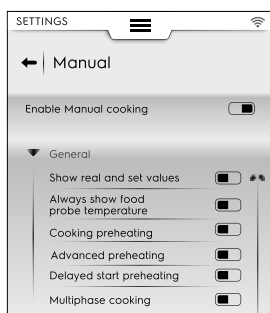 SETTINGS
Manual
Enable Manual cooking
General
Show real and set values
Always show food
probe temperature
Cooking preheating
Advanced preheating
Delayed start preheating
Multiphase cooking